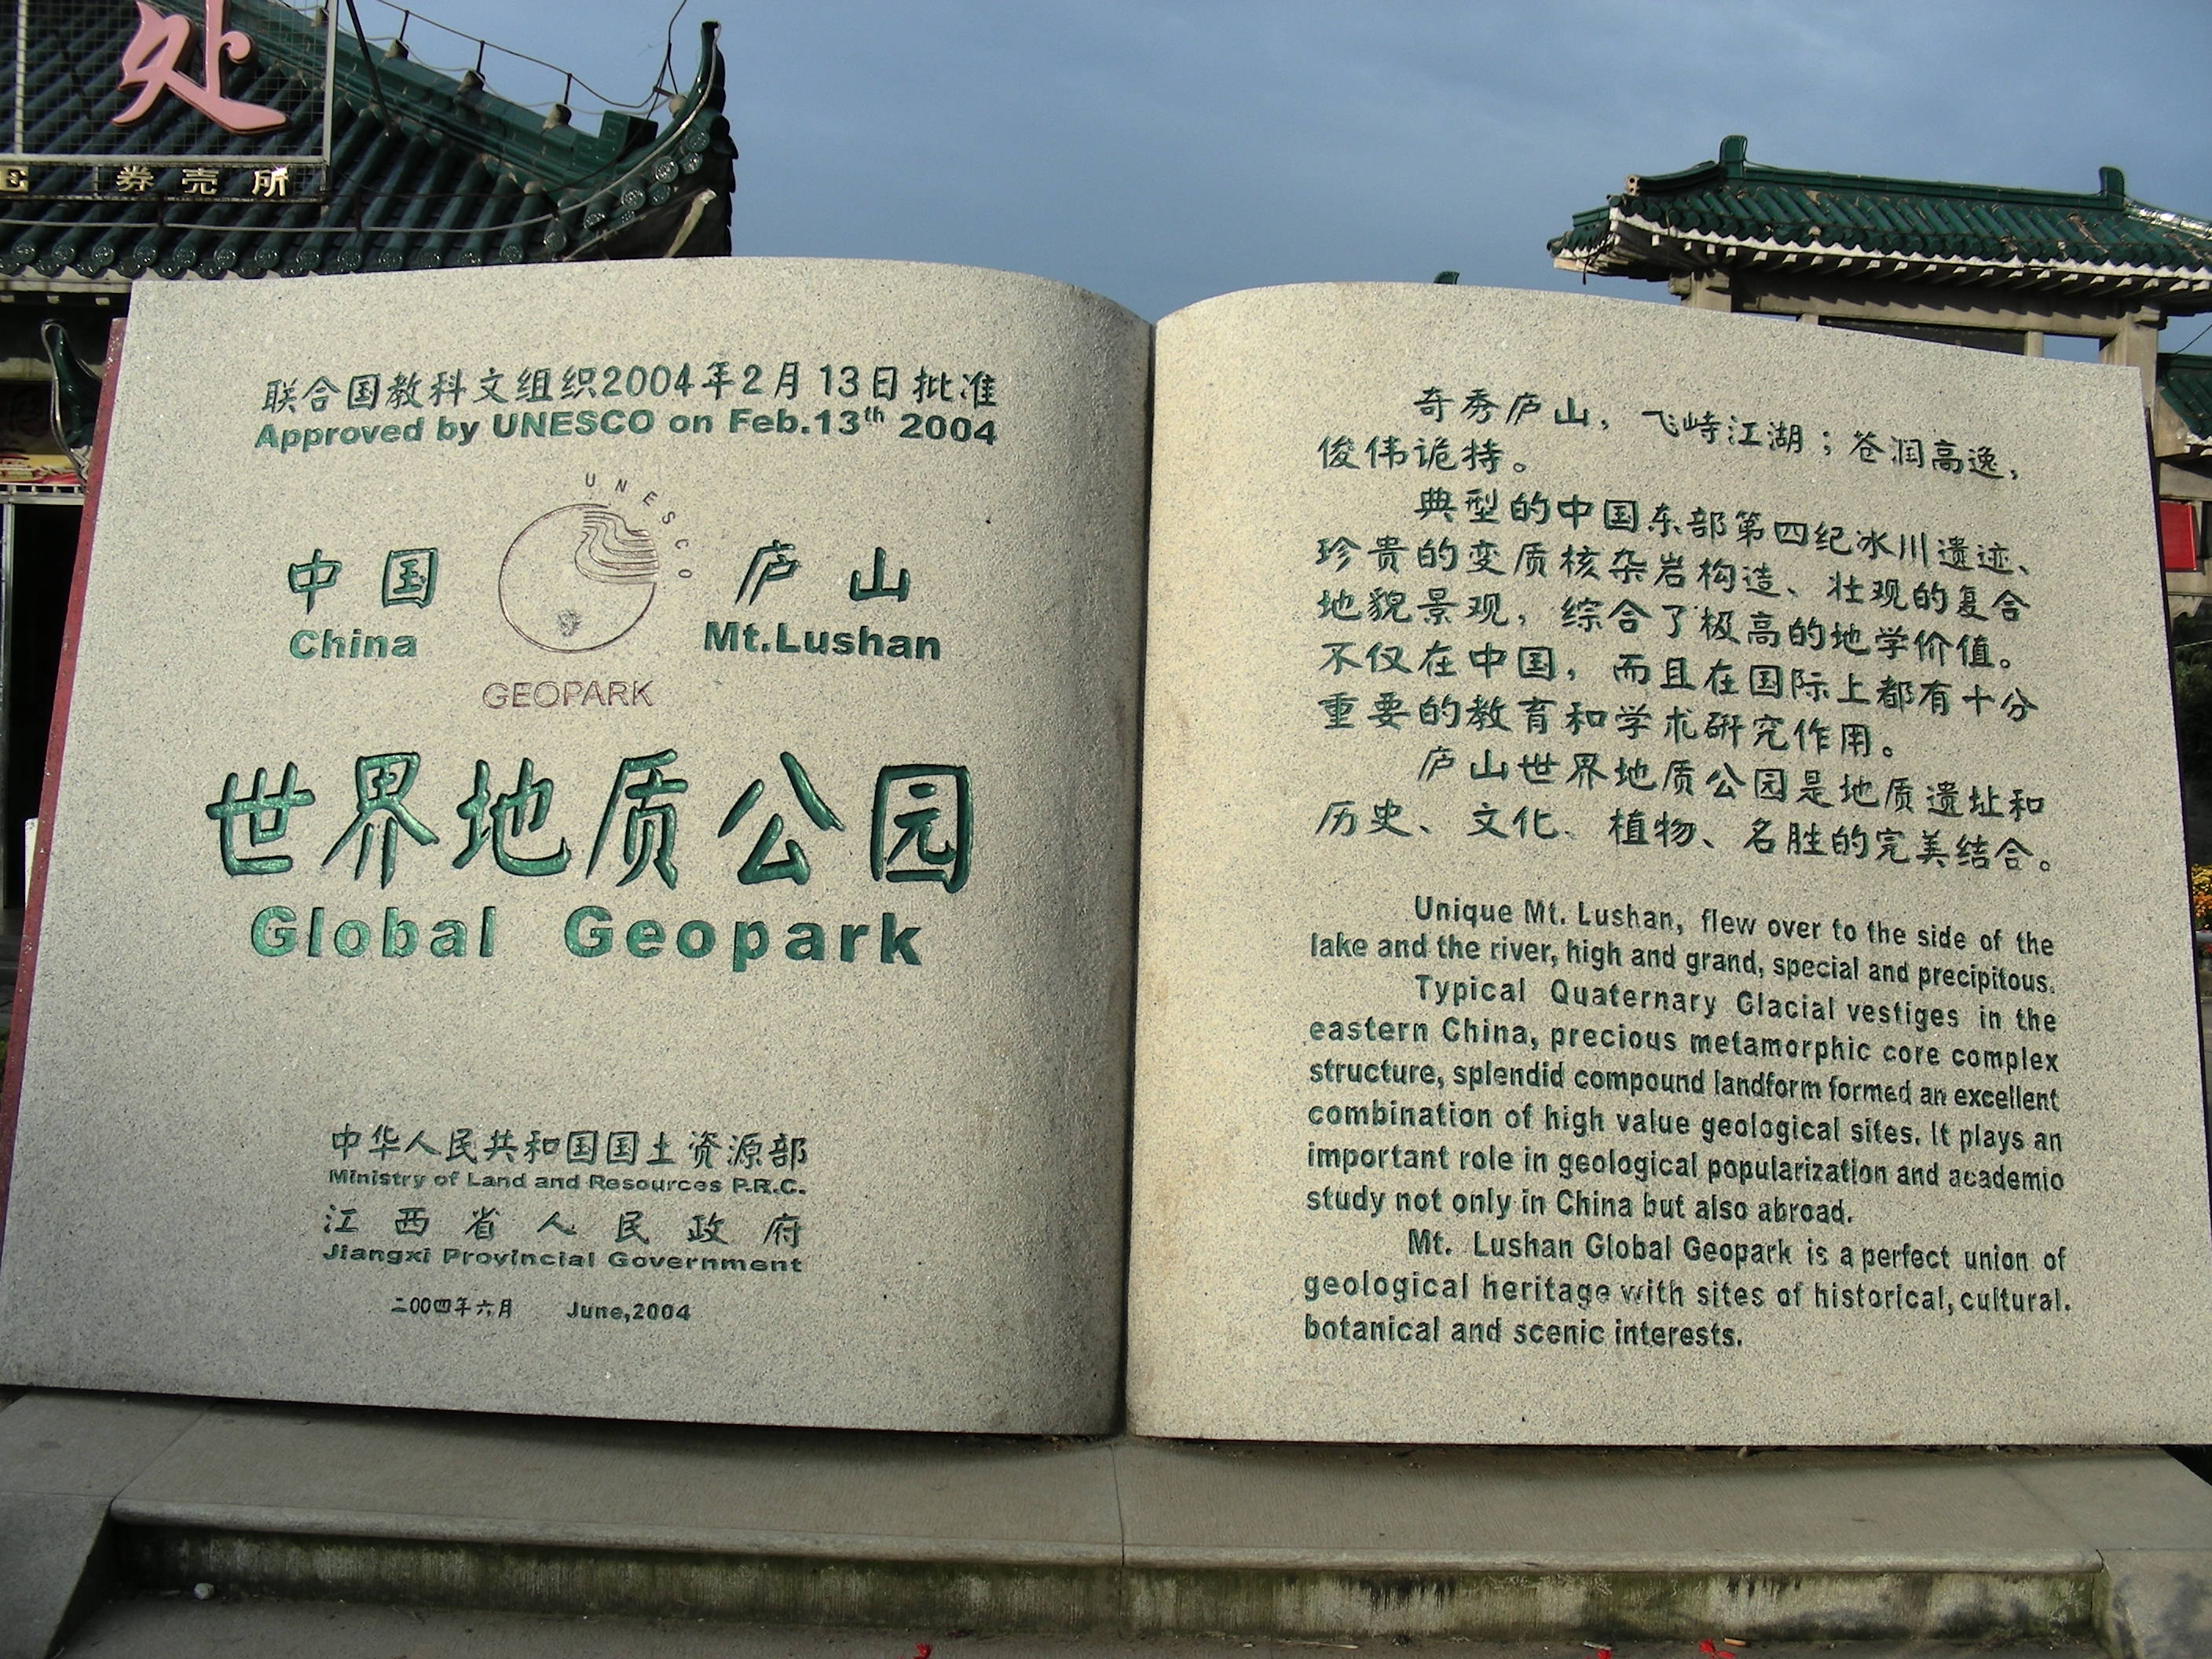 处
券売所
联合国教科文组织2004年2月13日批准
Approved by UNESCO on Feb.13th 2004
UNESCO
中国 庐山
China Mt.Lushan
GEOPARK
世界地质公园
Global Geopark
中华人民共和国国土资源部
Ministry of Land and Resources P.R.C.
江西省人民政府
Jiangxi Provincial Government
二00四年六月 June,2004
奇秀庐山，飞峙江湖；苍润高逸，
俊伟诡特。
典型的中国东部第四纪冰川遗迹、
珍贵的变质核杂岩构造、壮观的复合
地貌景观，综合了极高的地学价值。
不仅在中国，而且在国际上都有十分
重要的教育和学术研究作用。
庐山世界地质公园是地质遗址和
历史、文化、植物、名胜的完美结合。
Unique Mt. Lushan, flew over to the side of the
lake and the river, high and grand, special and precipitous.
Typical Quaternary Glacial vestiges in the
eastern China, precious metamorphic core complex
structure, splendid compound landform formed an excellent
combination of high value geological sites. It plays an
important role in geological popularization and academio
study not only in China but also abroad.
Mt. Lushan Global Geopark is a perfect union of
geological heritage with sites of historical, cultural.
botanical and scenic interests.